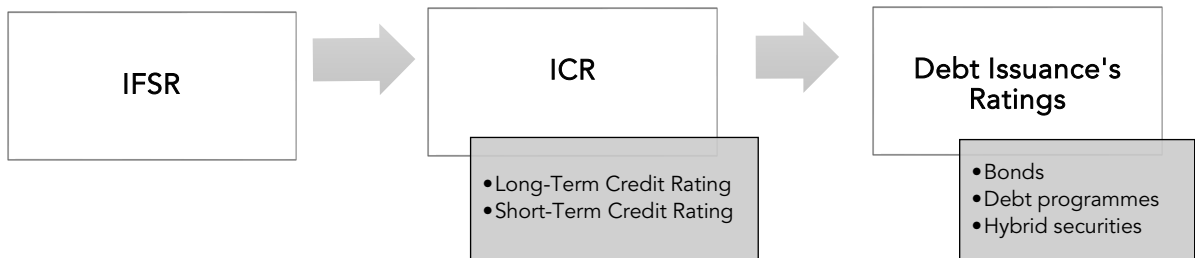 IFSR
ICR
•Long-Term Credit Rating
•Short-Term Credit Rating
Debt Issuance's
Ratings
•Bonds
•Debt programmes
•Hybrid securities